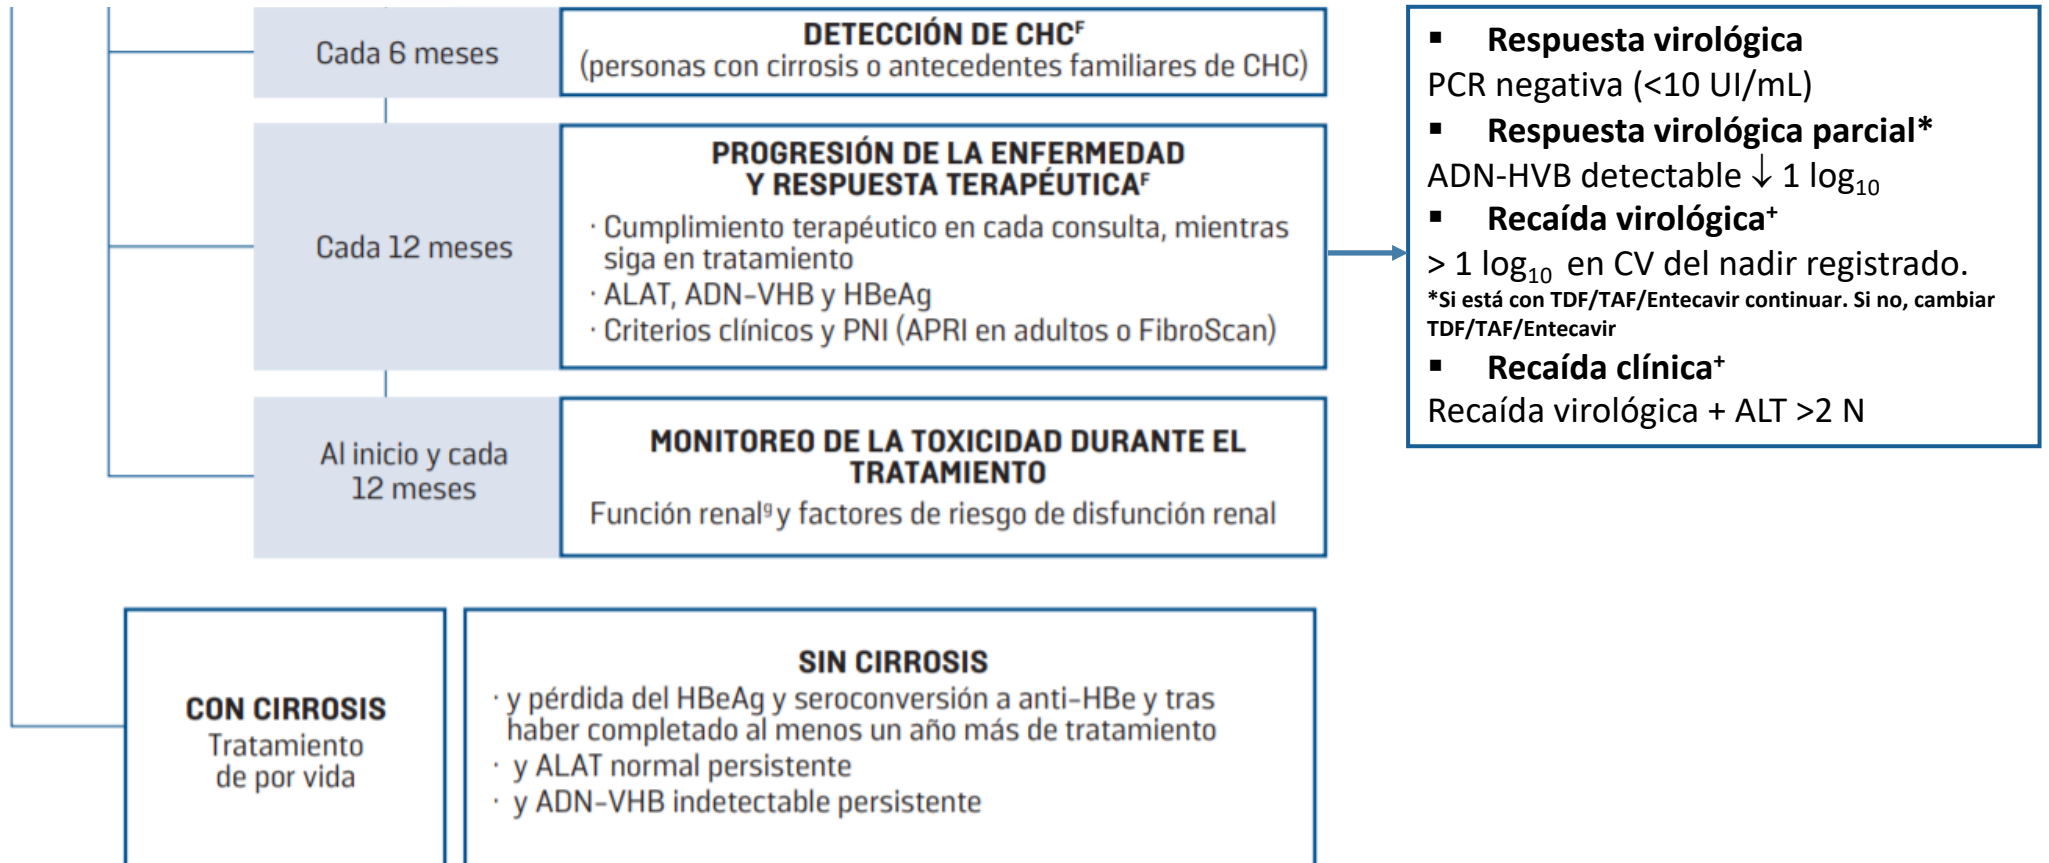 Cada 6 meses
DETECCIÓN DE CHCF
(personas con cirrosis o antecedentes familiares de CHC)
Cada 12 meses
PROGRESIÓN DE LA ENFERMEDAD
Y RESPUESTA TERAPÉUTICAF
· Cumplimiento terapéutico en cada consulta, mientras
siga en tratamiento
· ALAT, ADN-VHB y HBeAg
· Criterios clínicos y PNI (APRI en adultos o FibroScan)
Al inicio y cada
12 meses
MONITOREO DE LA TOXICIDAD DURANTE EL
TRATAMIENTO
Función renalg y factores de riesgo de disfunción renal
▪ Respuesta virológica
PCR negativa (<10 UI/mL)
▪ Respuesta virológica parcial*
ADN-HVB detectable ↓ 1 log10
▪ Recaída virológica+
> 1 log10 en CV del nadir registrado.
*Si está con TDF/TAF/Entecavir continuar. Si no, cambiar
TDF/TAF/Entecavir
▪ Recaída clínica+
Recaída virológica + ALT >2 N
CON CIRROSIS
Tratamiento
de por vida
SIN CIRROSIS
· y pérdida del HBeAg y seroconversión a anti-HBe y tras
haber completado al menos un año más de tratamiento
· y ALAT normal persistente
· y ADN-VHB indetectable persistente